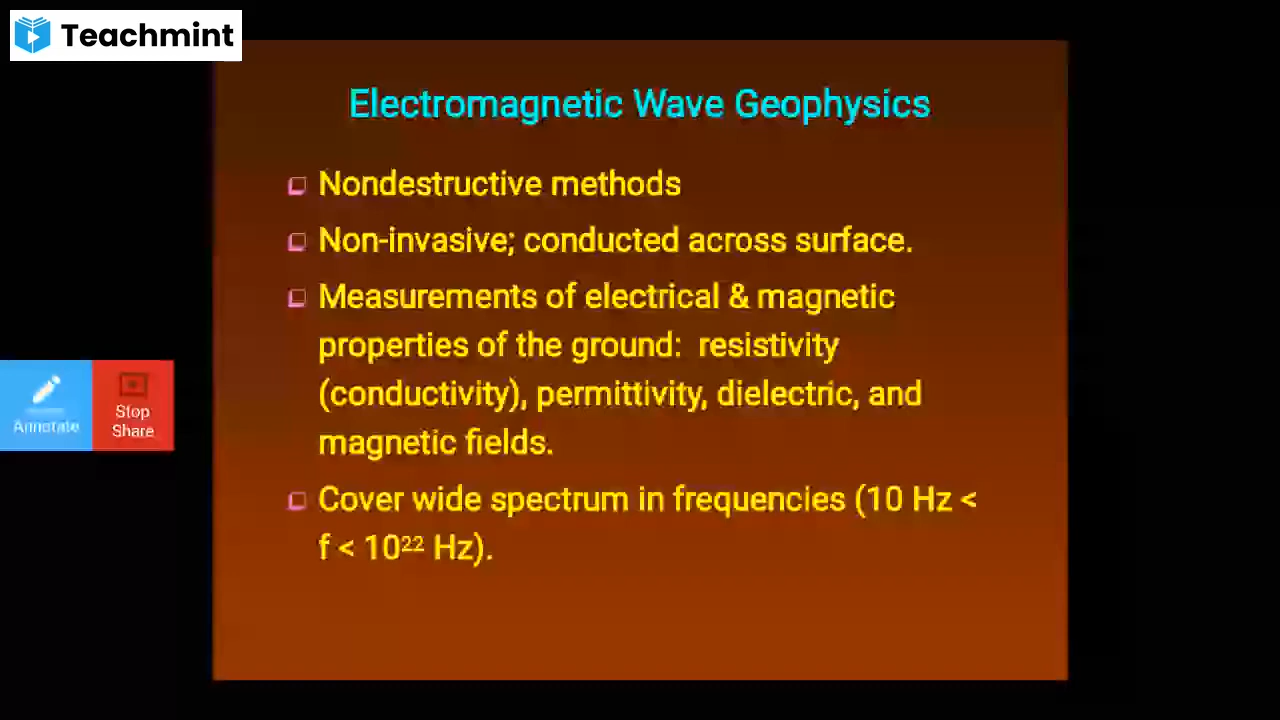 Teachmint
Electromagnetic Wave Geophysics
Nondestructive methods
Non-invasive; conducted across surface.
Measurements of electrical & magnetic
properties of the ground:  resistivity
(conductivity), permittivity, dielectric, and
magnetic fields.
Cover wide spectrum in frequencies (10 Hz <
f < 10²² Hz).
Annotate
Stop
Share